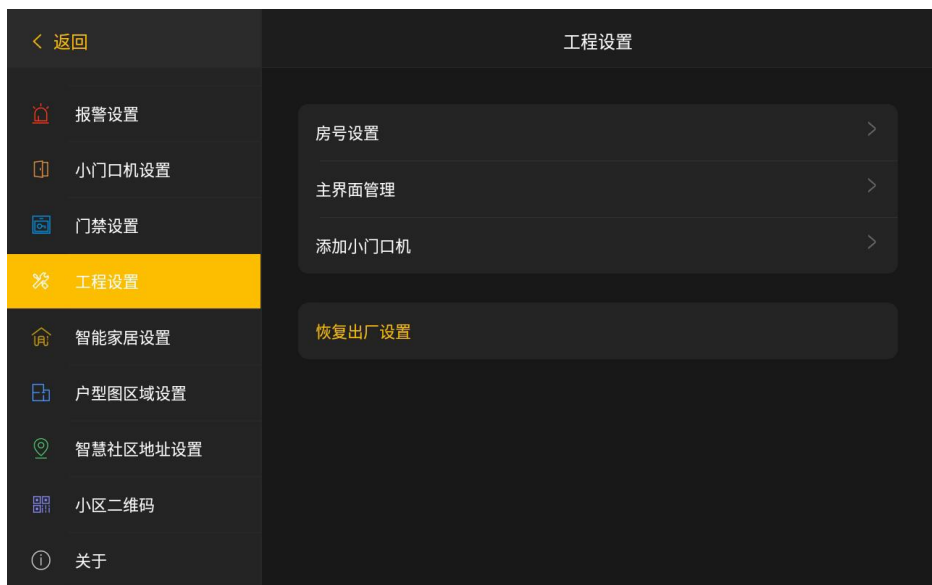 返回
工程设置
报警设置
小门口机设置
门禁设置
工程设置
智能家居设置
户型图区域设置
智慧社区地址设置
小区二维码
关于
房号设置
主界面管理
添加小门口机
恢复出厂设置